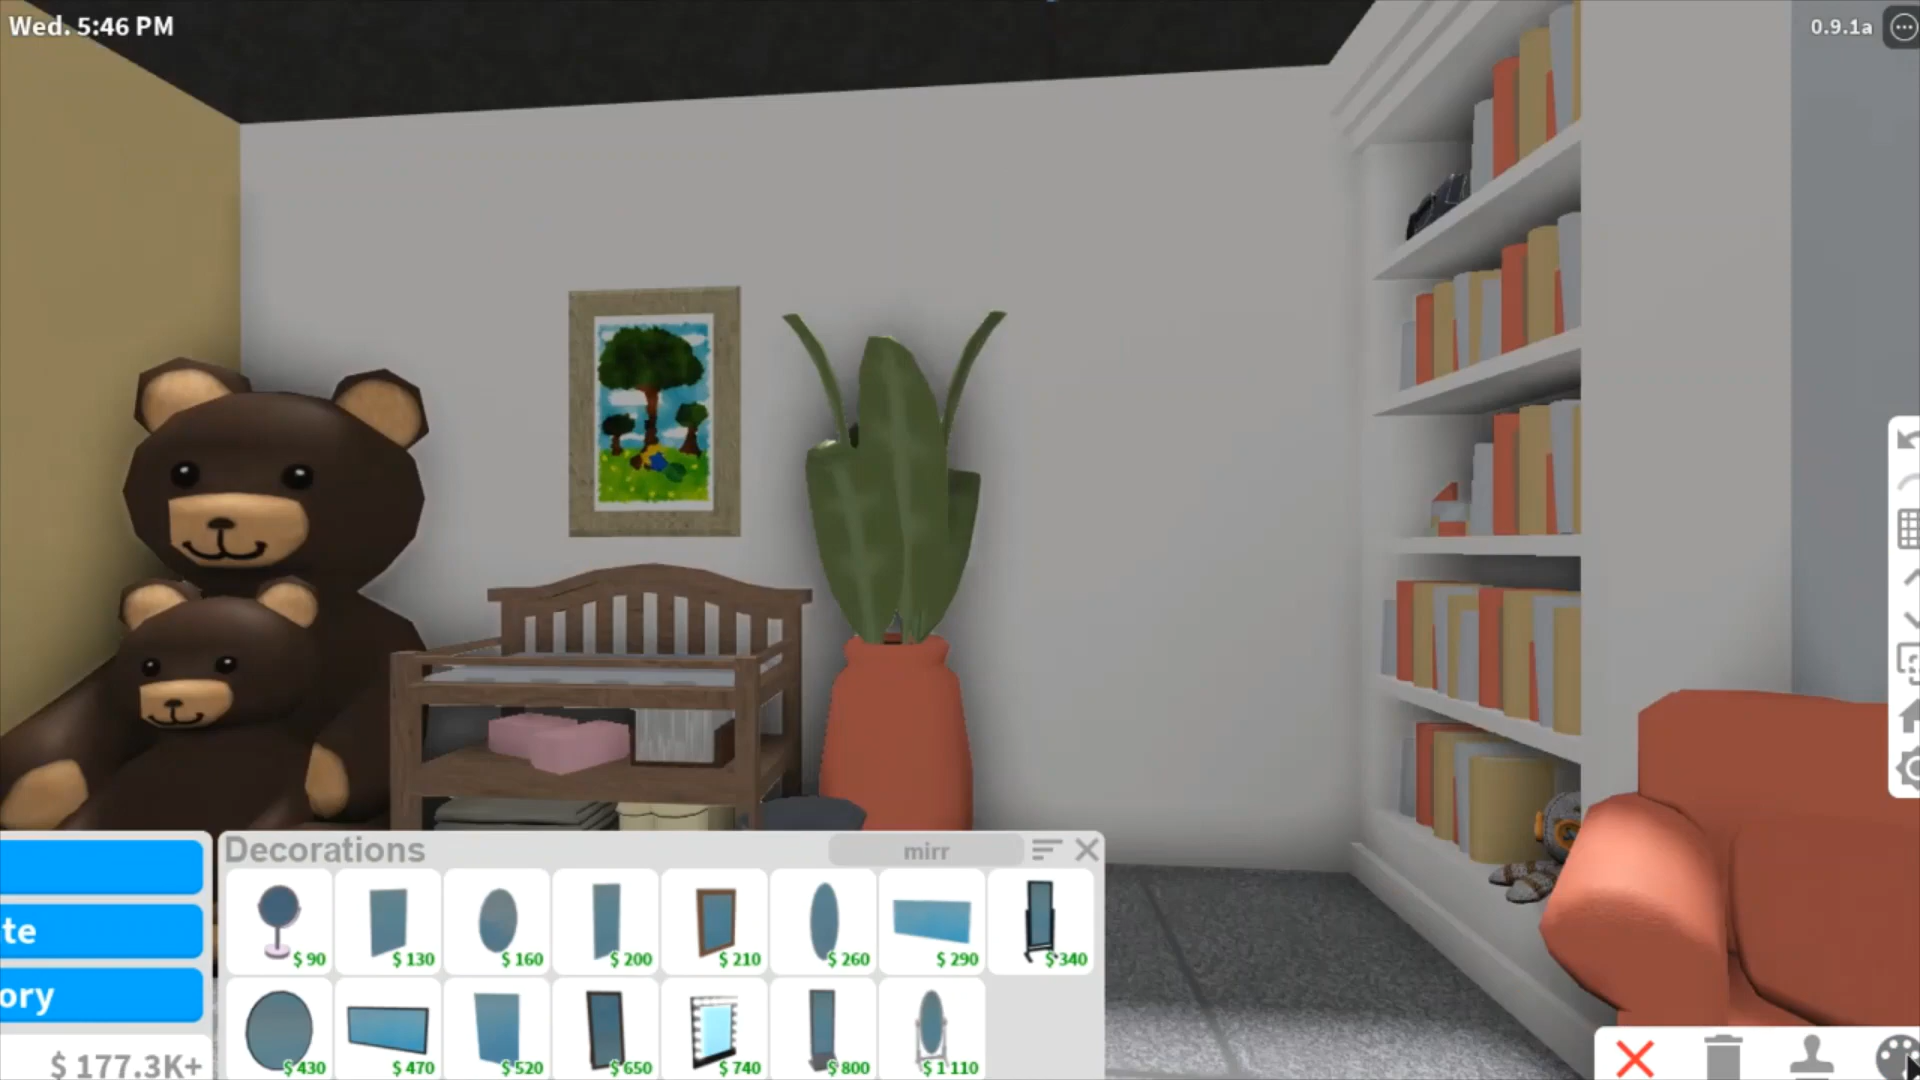 Wed. 5:46 PM
0.9.1a
Decorations
mirr
$ 90
$ 130
$ 160
$ 200
$ 210
$ 260
$ 290
$ 340
te
ory
$ 430
$ 470
$ 520
$ 650
$ 740
$ 800
$ 1 110
$ 177.3K+